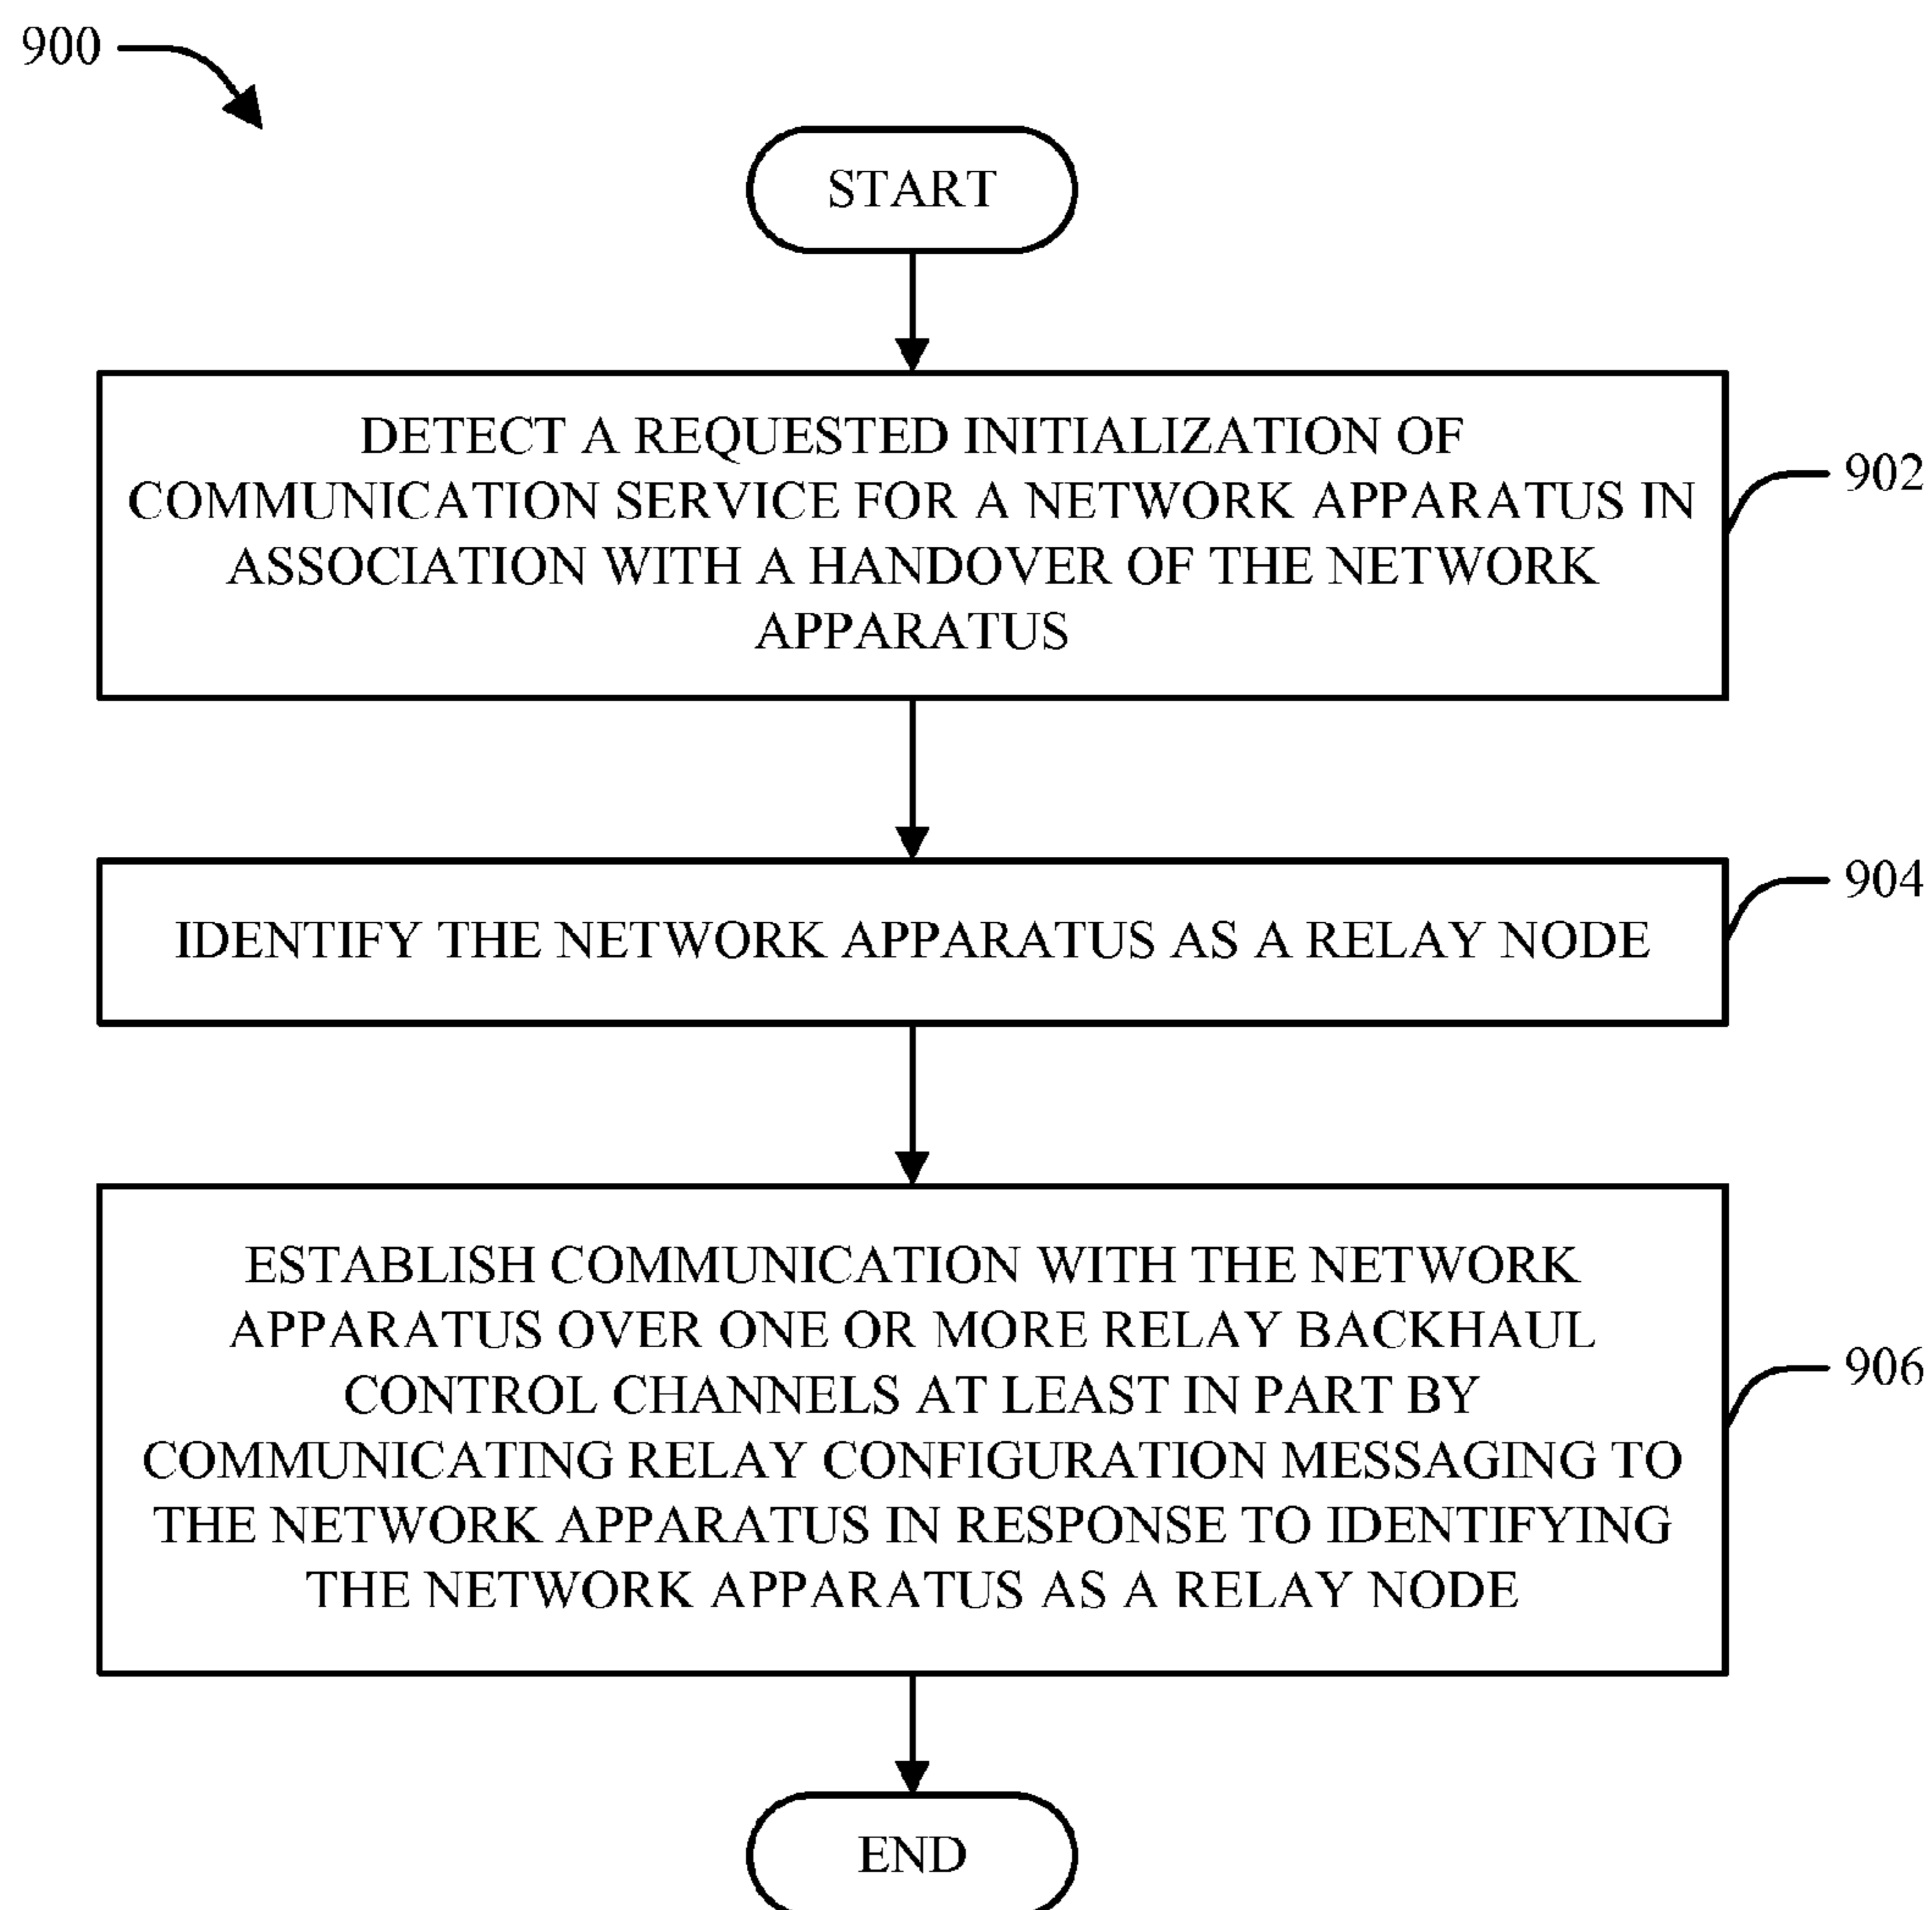 900
START
DETECT A REQUESTED INITIALIZATION OF
COMMUNICATION SERVICE FOR A NETWORK APPARATUS IN
ASSOCIATION WITH A HANDOVER OF THE NETWORK
APPARATUS
902
IDENTIFY THE NETWORK APPARATUS AS A RELAY NODE
904
ESTABLISH COMMUNICATION WITH THE NETWORK
APPARATUS OVER ONE OR MORE RELAY BACKHAUL
CONTROL CHANNELS AT LEAST IN PART BY
COMMUNICATING RELAY CONFIGURATION MESSAGING TO
THE NETWORK APPARATUS IN RESPONSE TO IDENTIFYING
THE NETWORK APPARATUS AS A RELAY NODE
906
END